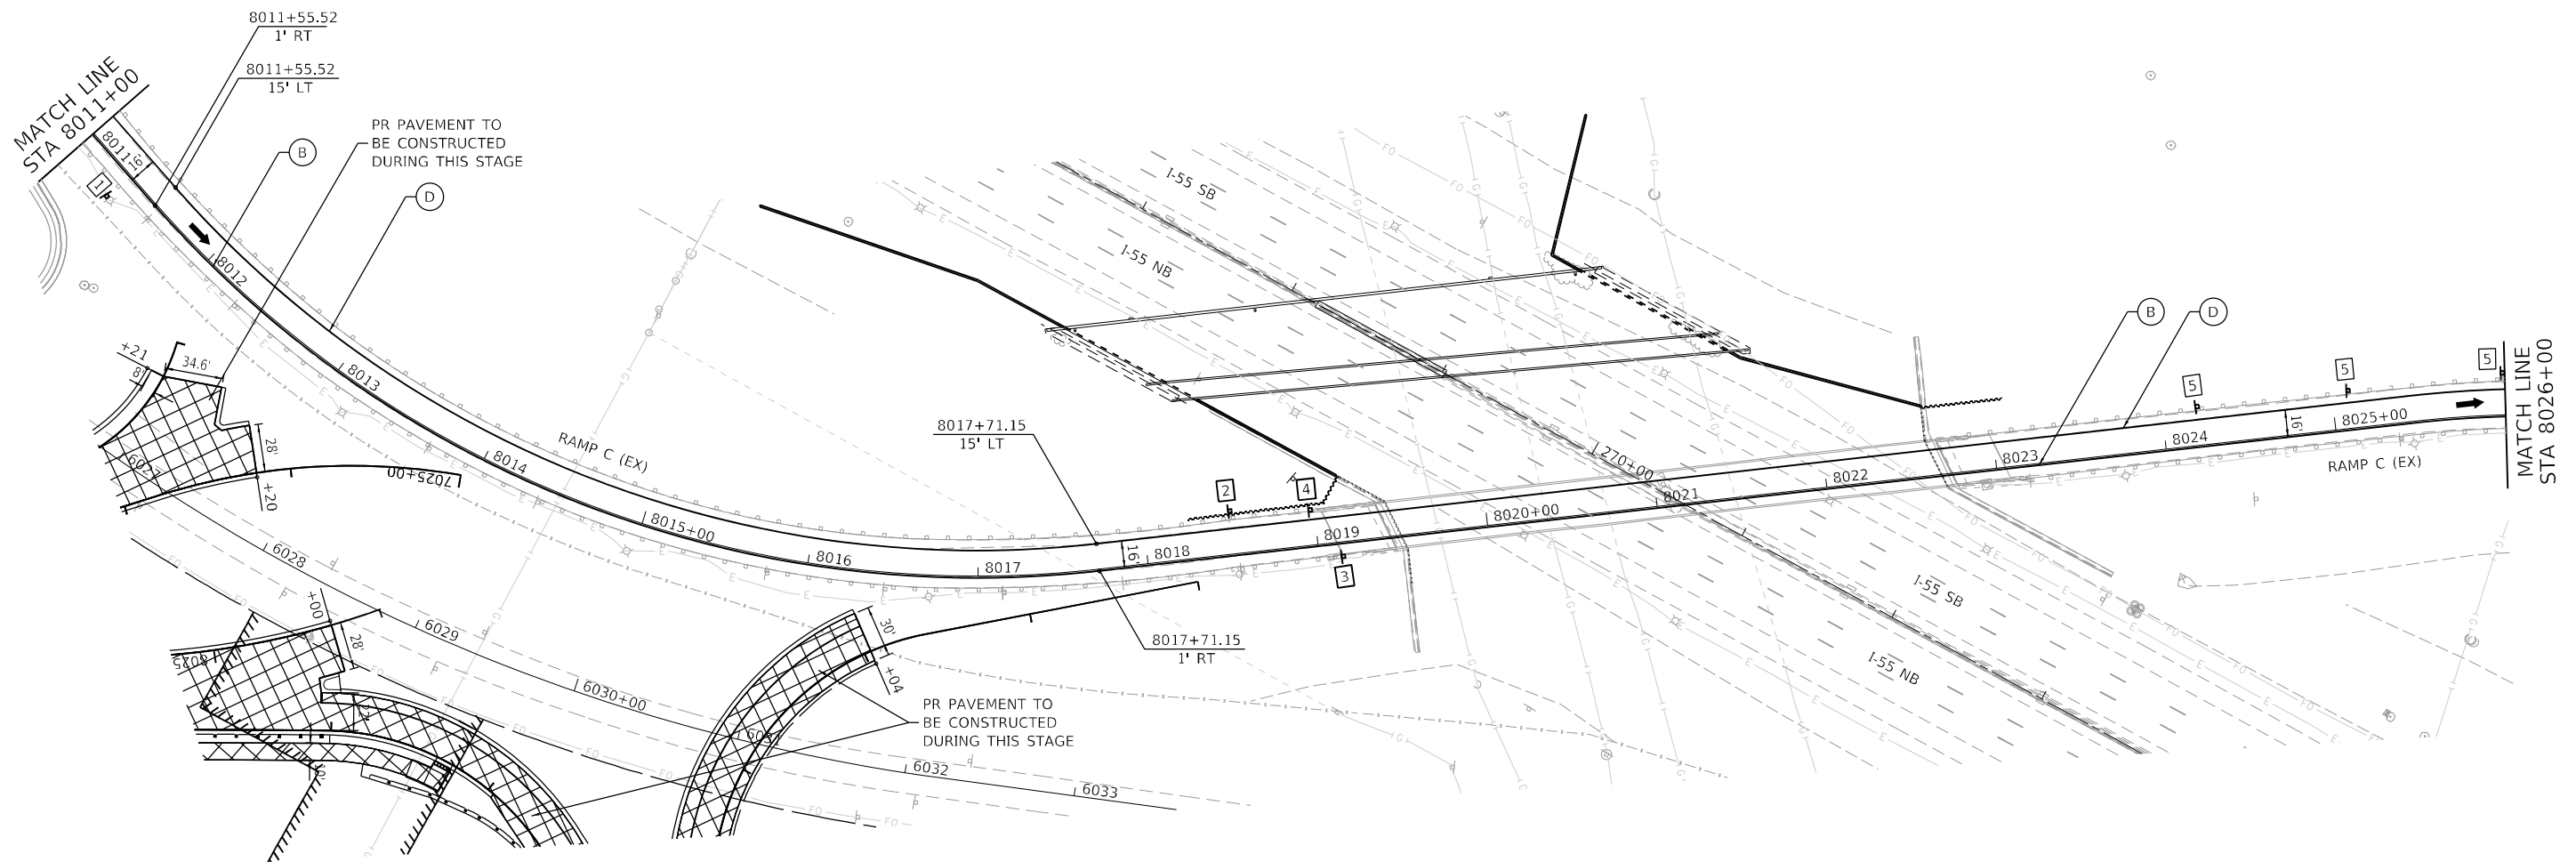 8011+55.52
1' RT
8011+55.52
15' LT
MATCH LINE
STA 8011+00
PR PAVEMENT TO
BE CONSTRUCTED
DURING THIS STAGE
B
D
8011
16'
1
8012
8013
8014
8015+00
8016
8017
8018
8019
8020+00
8021
8022
8023
8024
8025+00
RAMP C (EX)
I-55 SB
I-55 NB
270+00
B
D
5
5
5
MATCH LINE
STA 8026+00
16'
RAMP C (EX)
8017+71.15
15' LT
2
4
3
16'
8017+71.15
1' RT
I-55 SB
I-55 NB
+21
8'
34.6'
28'
+20
7025+00
6027
6028
6029
6030+00
6031
6032
6033
+00
28'
8025
30'
+04
PR PAVEMENT TO
BE CONSTRUCTED
DURING THIS STAGE
E
FO
G